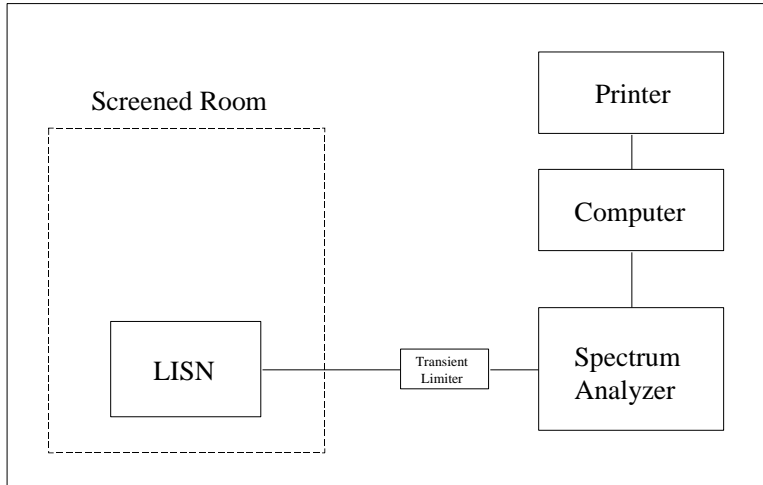 Screened Room
Printer
Computer
LISN
Transient
Limiter
Spectrum
Analyzer